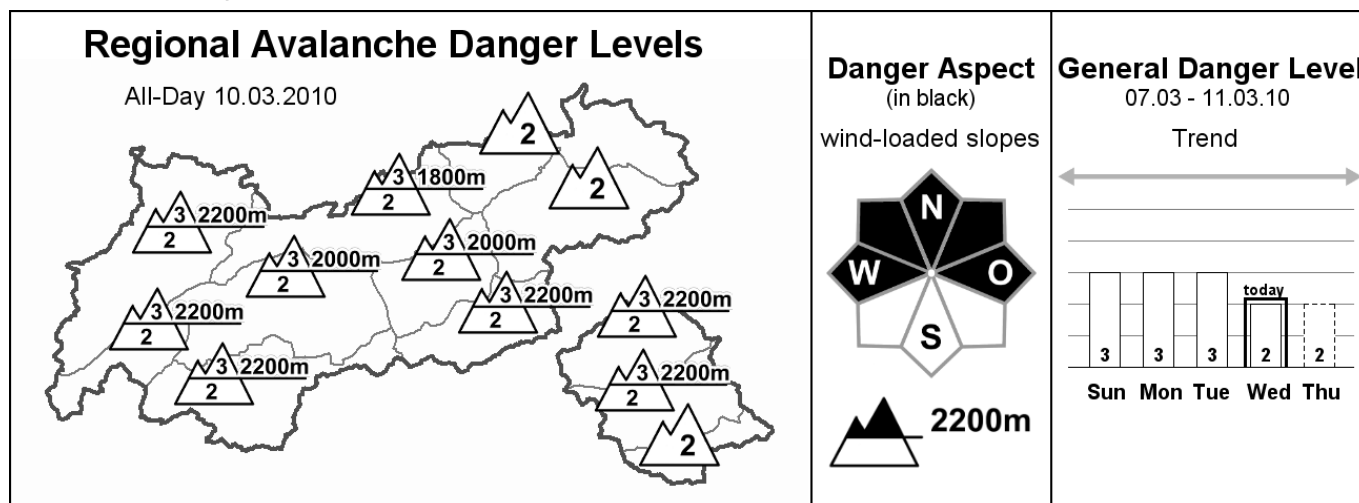 Regional Avalanche Danger Levels
All-Day 10.03.2010
2
2
3 1800m
2
3 2200m
2
3 2000m
2
3 2000m
2
3 2200m
2
3 2200m
2
3 2200m
2
3 2200m
2
3 2200m
2
2
Danger Aspect
(in black)
wind-loaded slopes
N
W O
S
2200m
General Danger Level
07.03 - 11.03.10
Trend
today
3 3 3 2 2
Sun Mon Tue Wed Thu